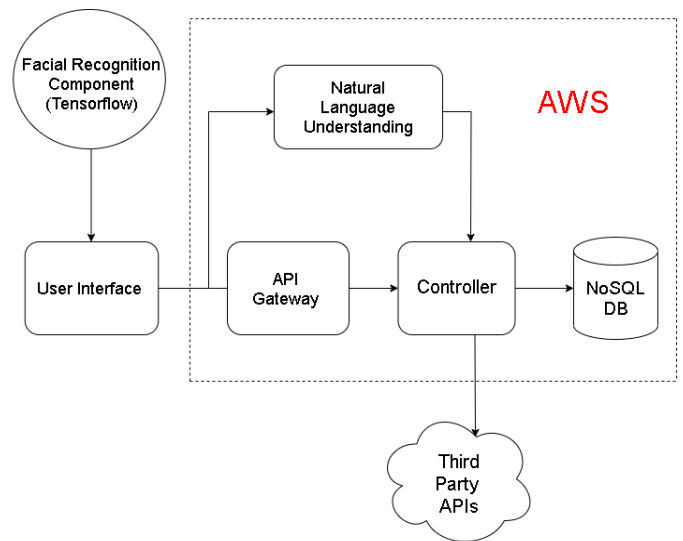 Facial Recognition
Component
(Tensorflow)
Natural
Language
Understanding
AWS
User Interface
API
Gateway
Controller
NoSQL
DB
Third
Party
APIs